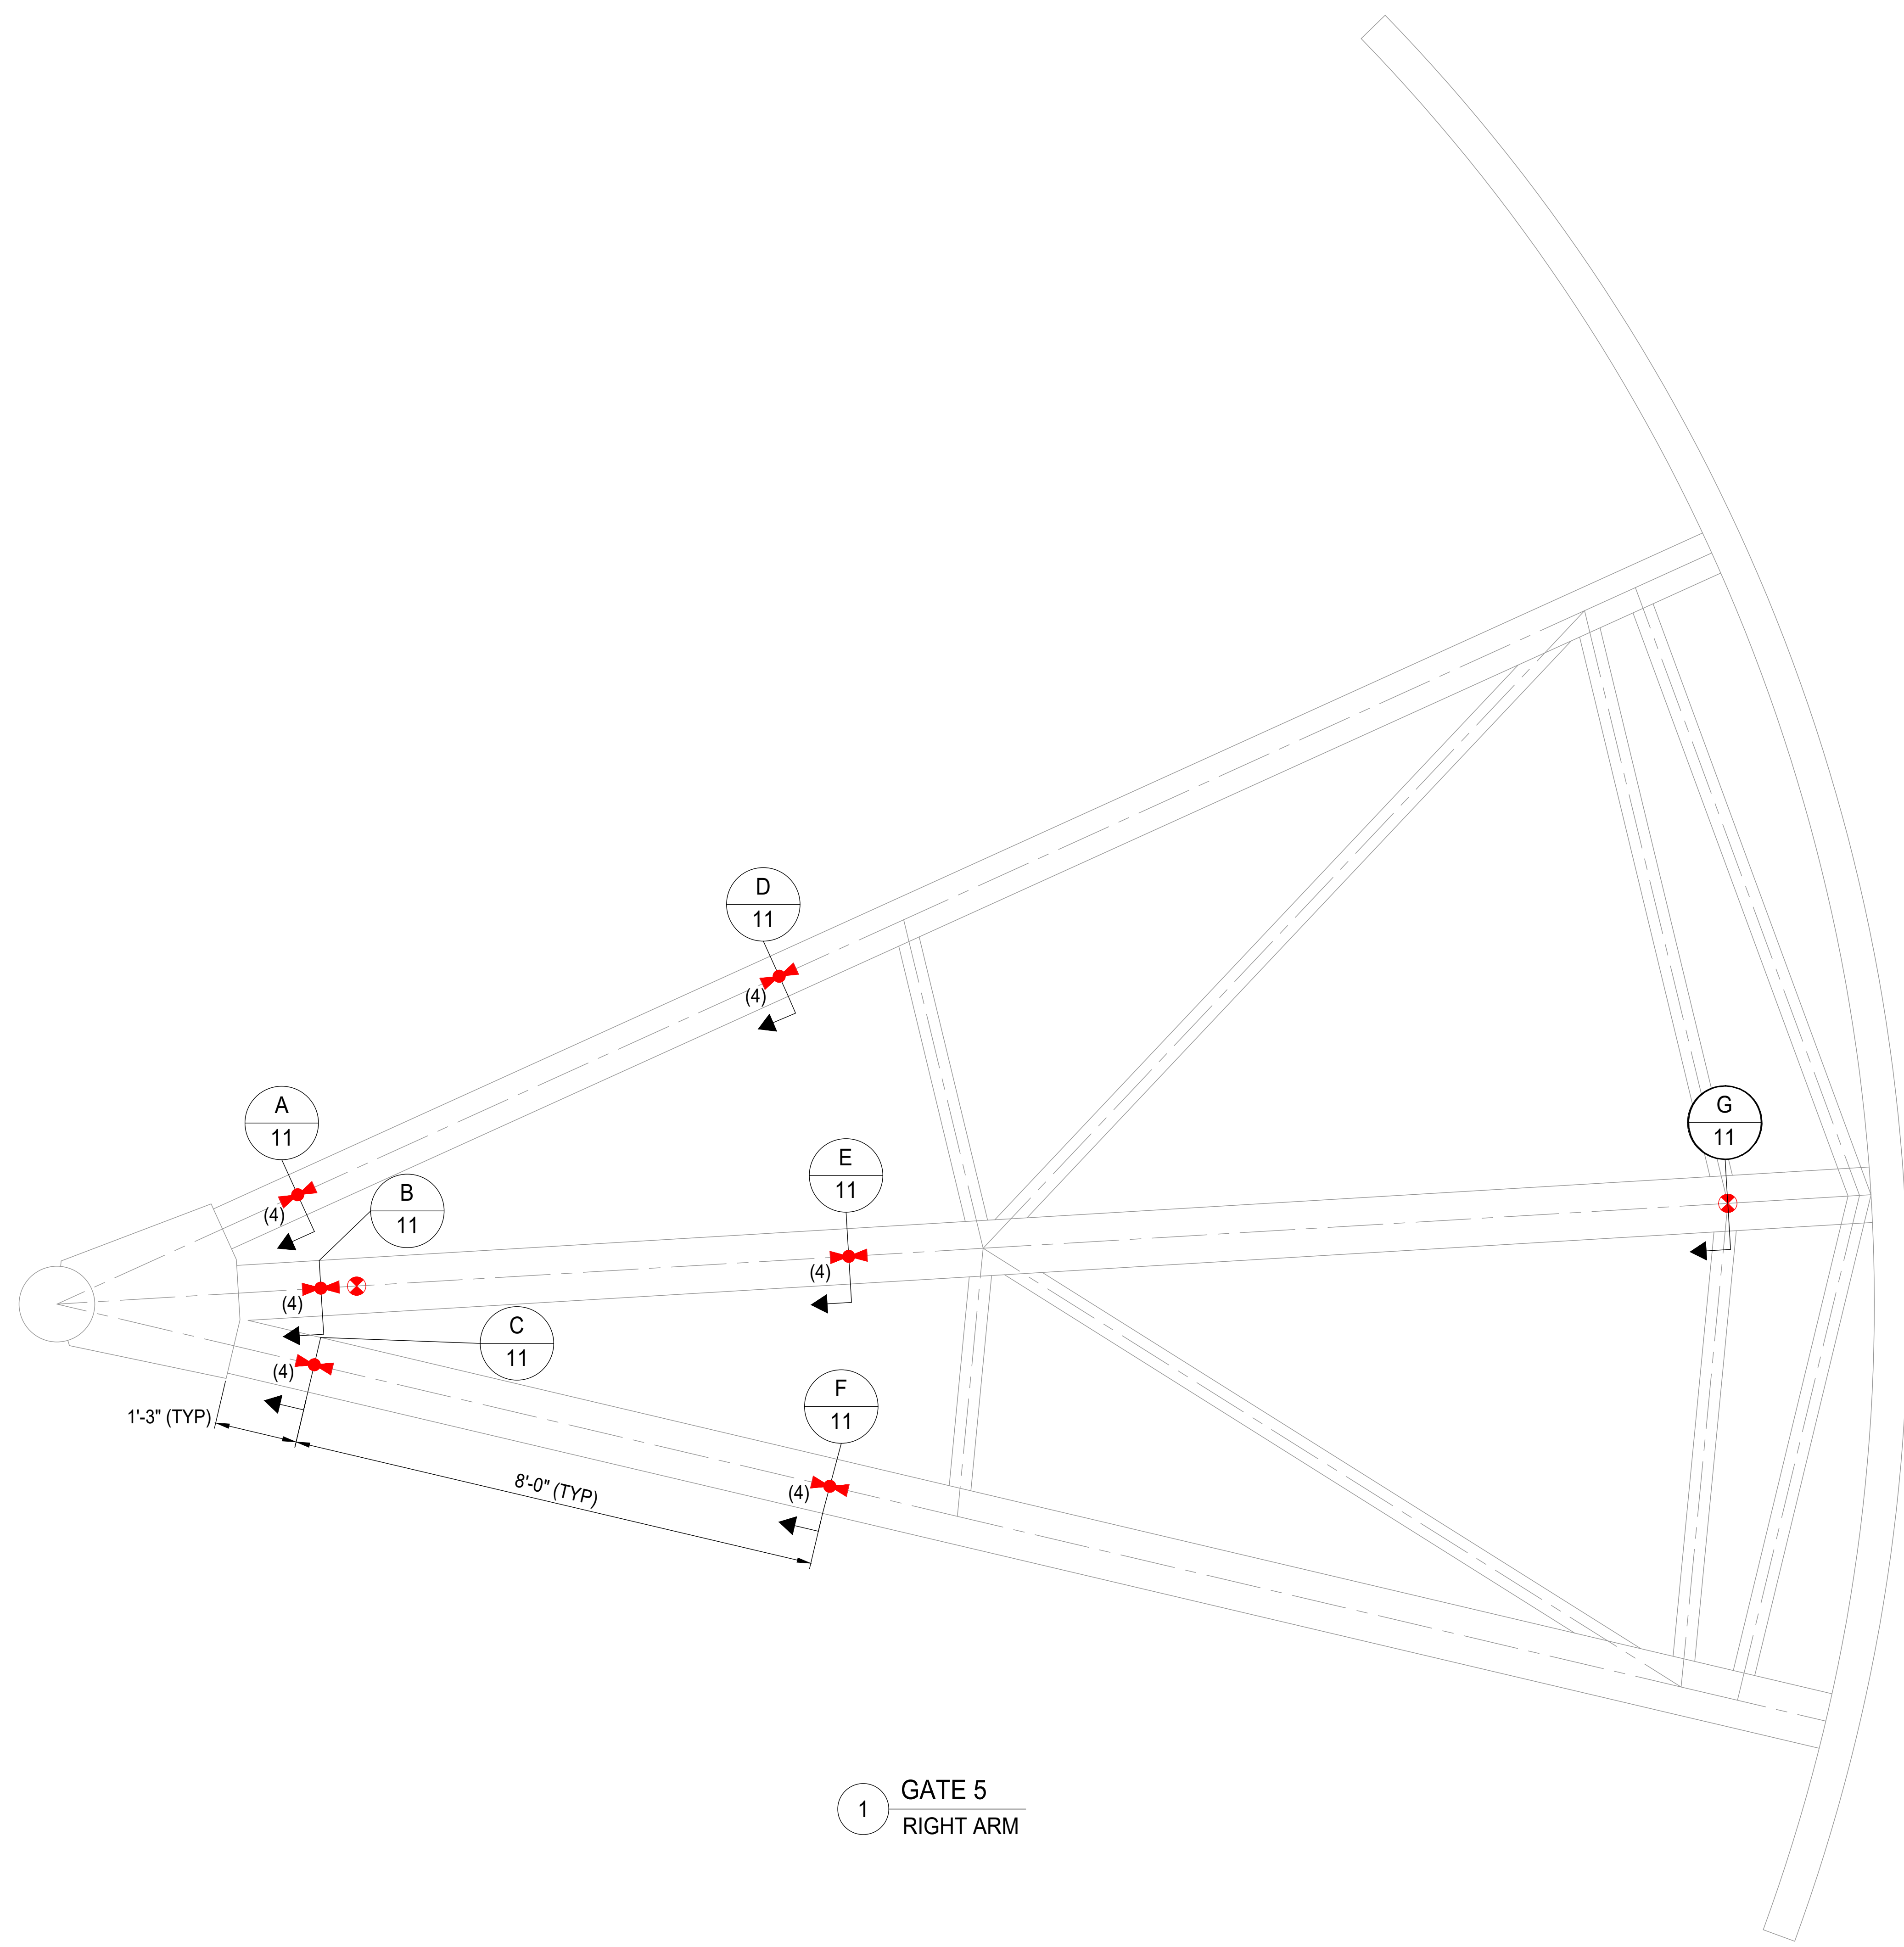 D
11
(4)
A
11
(4)
B
11
(4)
E
11
(4)
G
11
C
11
(4)
F
11
(4)
1'-3" (TYP)
8'-0" (TYP)
1
GATE 5
RIGHT ARM